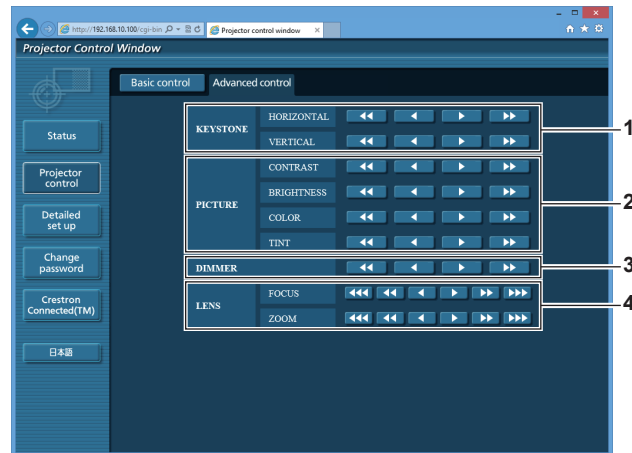 http://192.168.10.100/cgi-bin
Projector control window
Projector Control Window
Basic control
Advanced control
Status
Projector control
Detailed set up
Change password
Crestron Connected(TM)
日本語
KEYSTONE
HORIZONTAL
VERTICAL
1
PICTURE
CONTRAST
BRIGHTNESS
COLOR
TINT
2
DIMMER
3
LENS
FOCUS
ZOOM
4